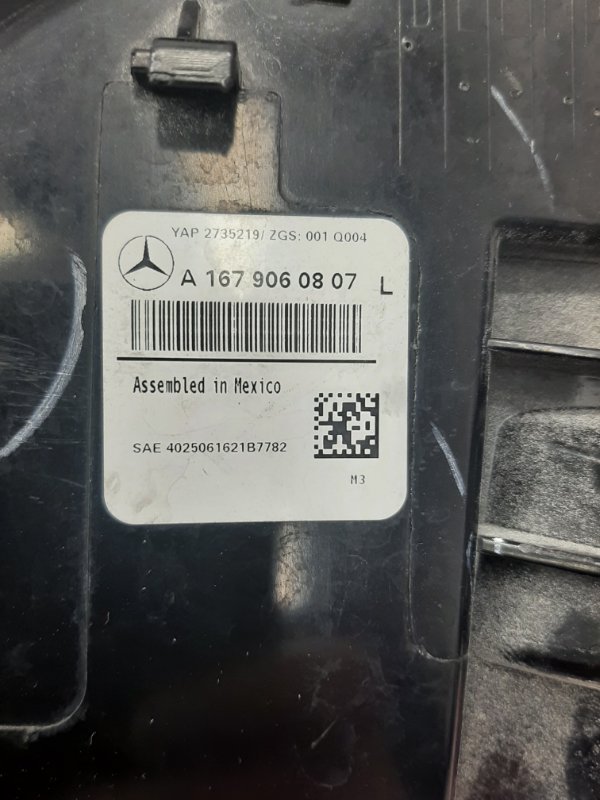 YAP 2735219/ ZGS: 001 Q004
A 167 906 08 07 L
Assembled in Mexico
SAE 4025061621B7782
M3